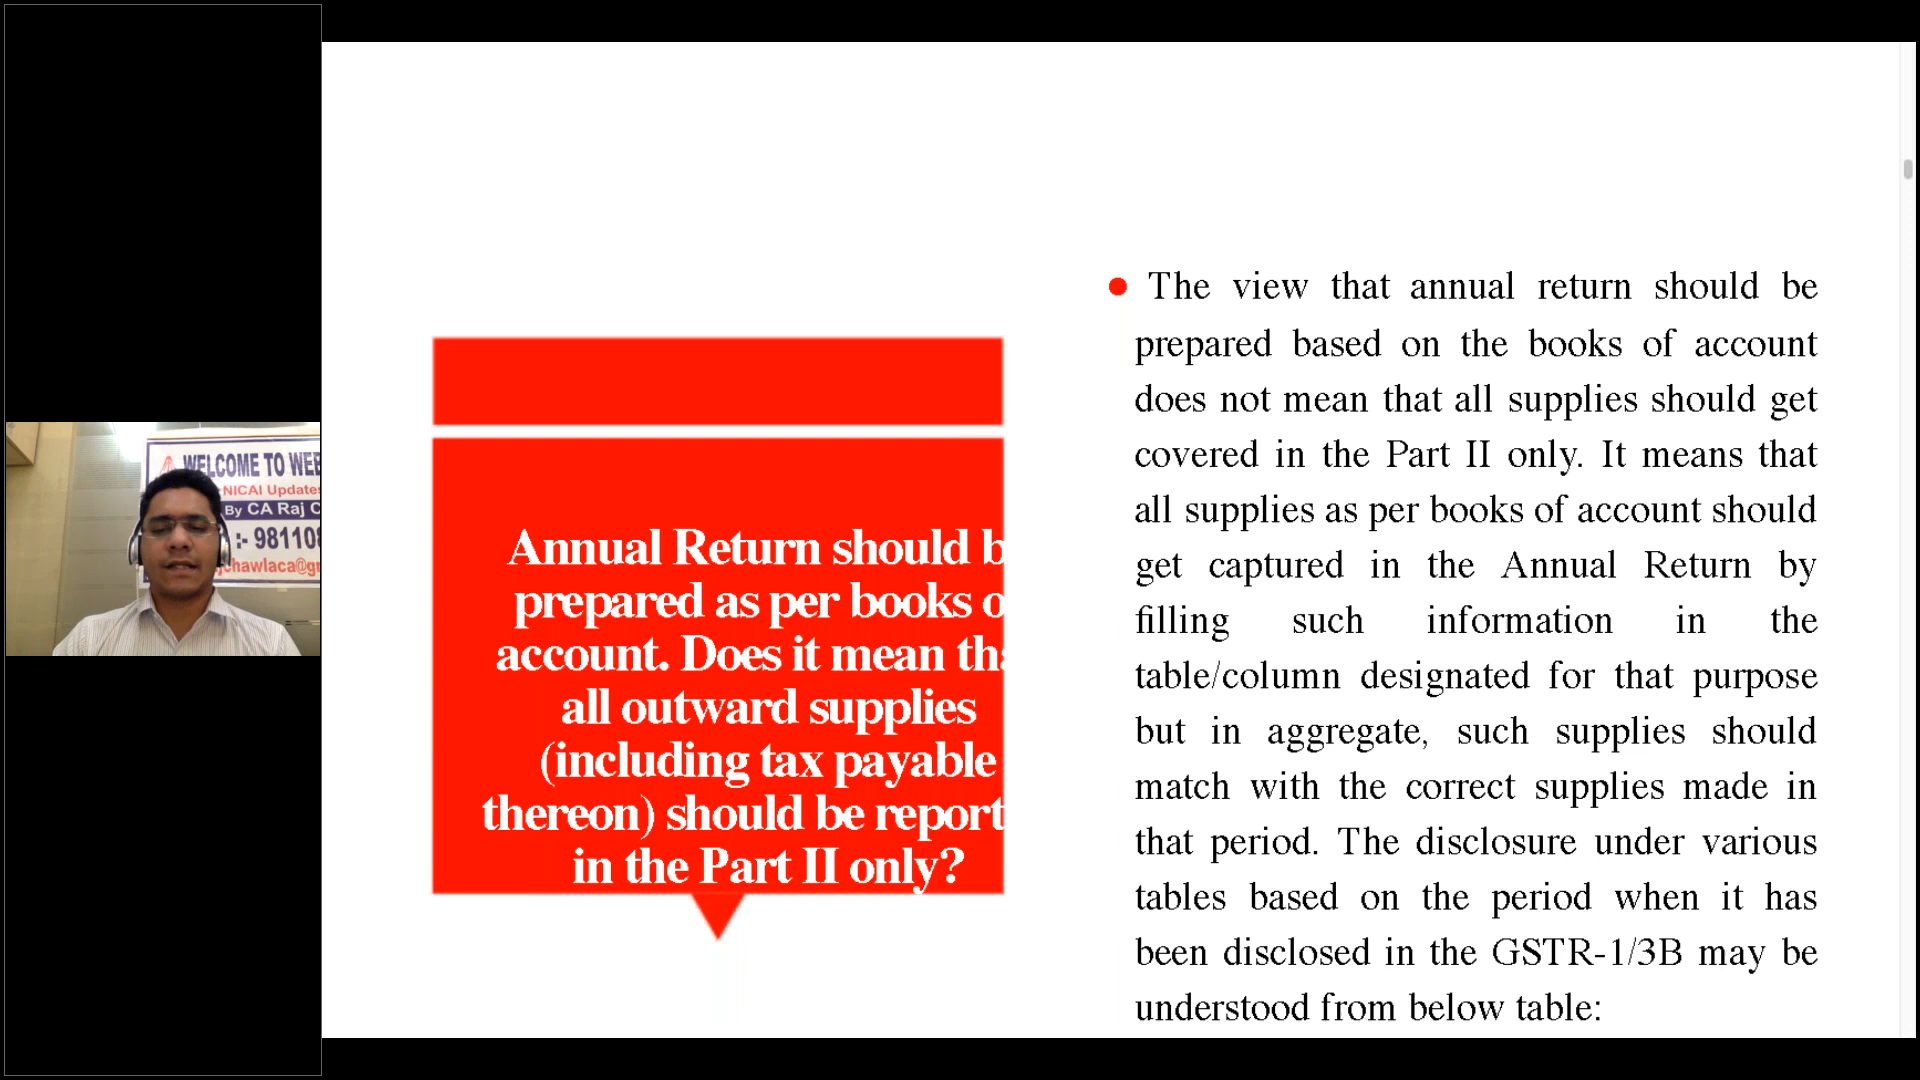 WELCOME TO WEB
NICAI Updates
By CA Raj C
:- 98110
chawlaca@g
Annual Return should b
prepared as per books o
account. Does it mean tha
all outward supplies
(including tax payable
thereon) should be report
in the Part II only?
The view that annual return should be
prepared based on the books of account
does not mean that all supplies should get
covered in the Part II only. It means that
all supplies as per books of account should
get captured in the Annual Return by
filling such information in the
table/column designated for that purpose
but in aggregate, such supplies should
match with the correct supplies made in
that period. The disclosure under various
tables based on the period when it has
been disclosed in the GSTR-1/3B may be
understood from below table: